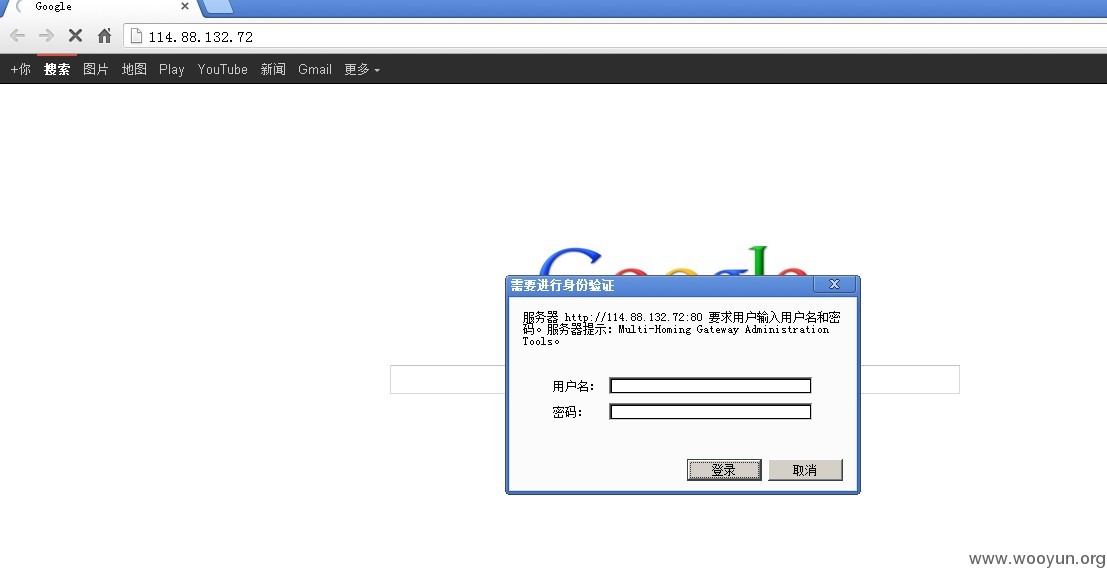 Google
114.88.132.72
+你 搜索 图片 地图 Play YouTube 新闻 Gmail 更多
Google
需要进行身份验证
服务器 http://114.88.132.72:80 要求用户输入用户名和密
码。服务器提示：Multi-Homing Gateway Administration
Tools。
用户名：
密码：
登录 取消
www.wooyun.org